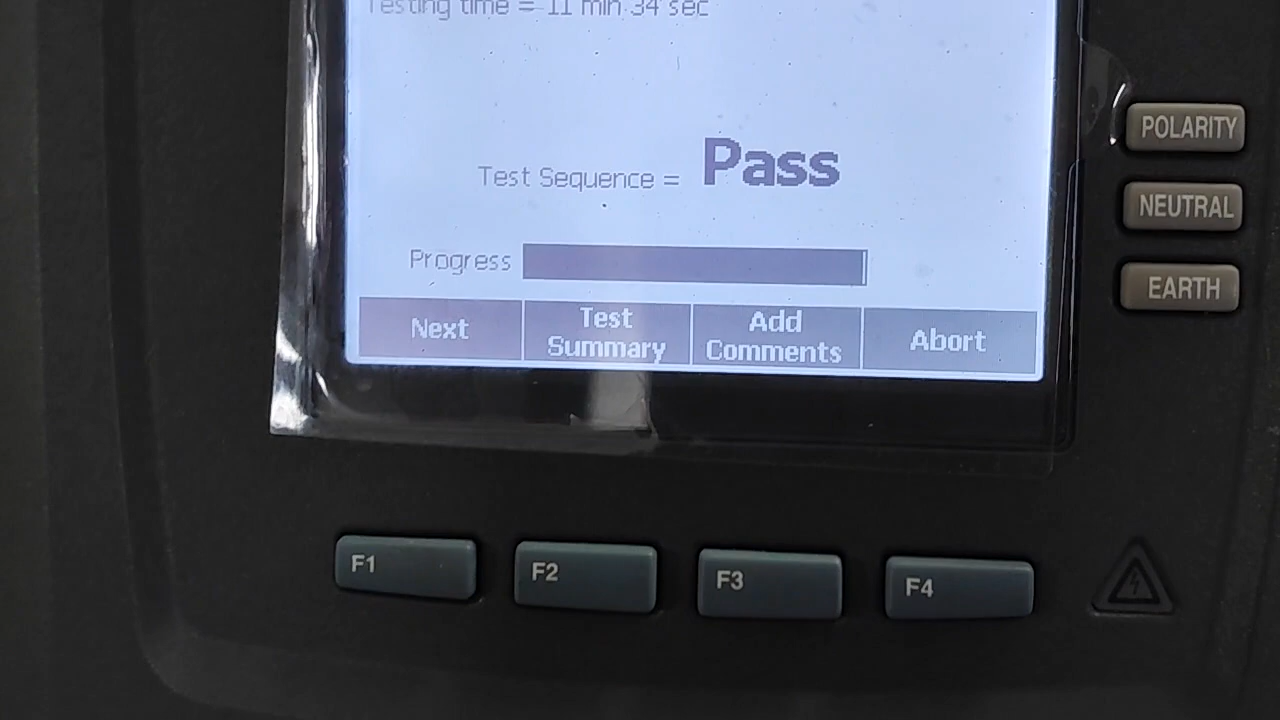 Testing time = 11 min 34 sec
Test Sequence = Pass
Progress
Next
Test
Summary
Add
Comments
Abort
POLARITY
NEUTRAL
EARTH
F1
F2
F3
F4